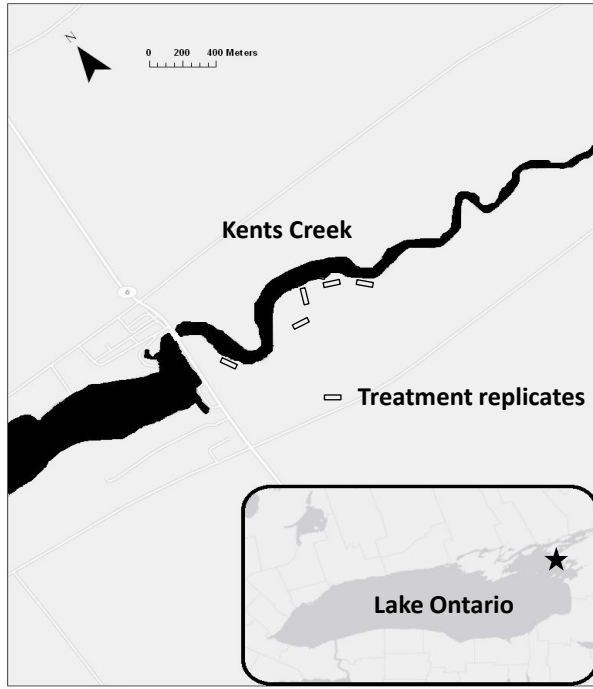 N
0 200 400 Meters
Kents Creek
6
Treatment replicates
Lake Ontario